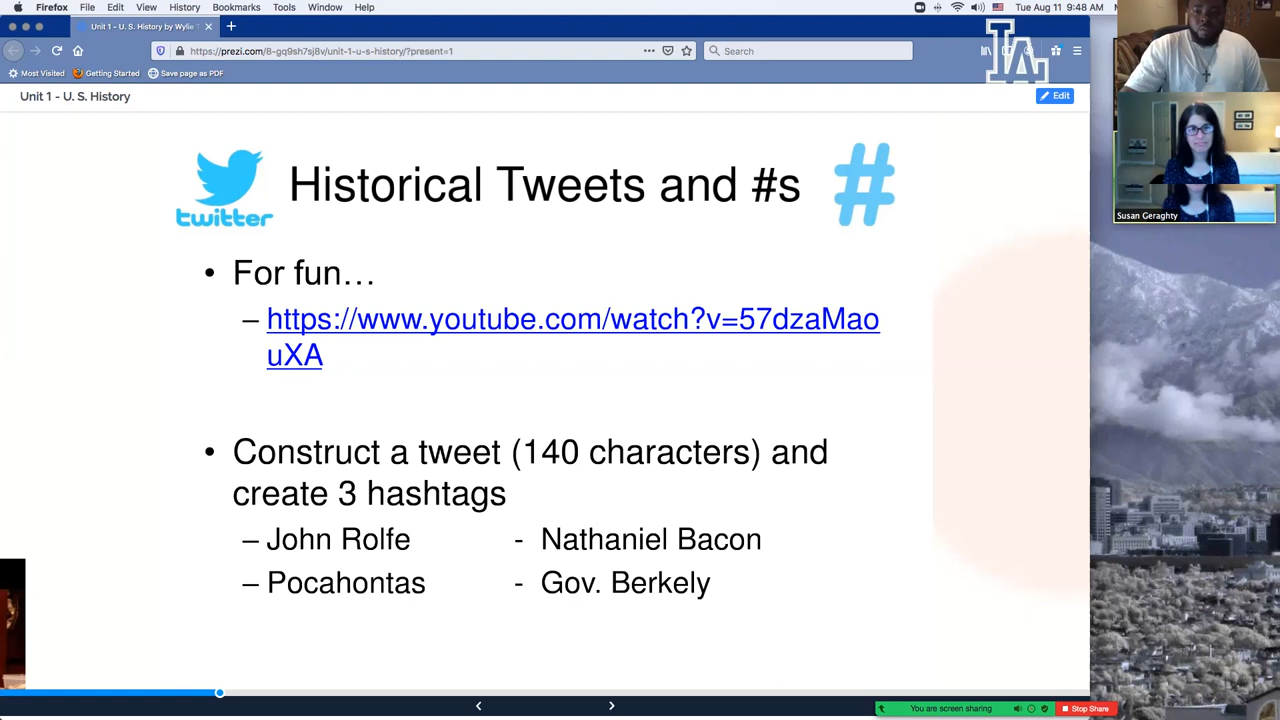 Firefox File Edit View History Bookmarks Tools Window Help Tue Aug 11 9:48 AM
Unit 1 - U. S. History by Wylie T
https://prezi.com/8-gq9sh7sj8v/unit-1-u-s-history/?present=1 Search
LA
Most Visited Getting Started Save page as PDF
Unit 1 - U. S. History Edit
twitter
Historical Tweets and #s #
• For fun…
– https://www.youtube.com/watch?v=57dzaMao
uXA
• Construct a tweet (140 characters) and
create 3 hashtags
– John Rolfe - Nathaniel Bacon
– Pocahontas - Gov. Berkely
Susan Geraghty
You are screen sharing Stop Share